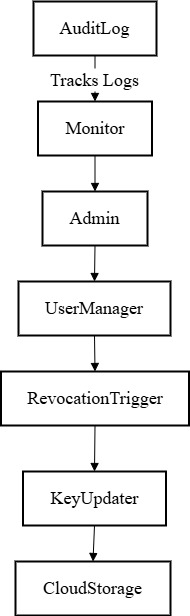 AuditLog
Tracks Logs
Monitor
Admin
UserManager
RevocationTrigger
KeyUpdater
CloudStorage